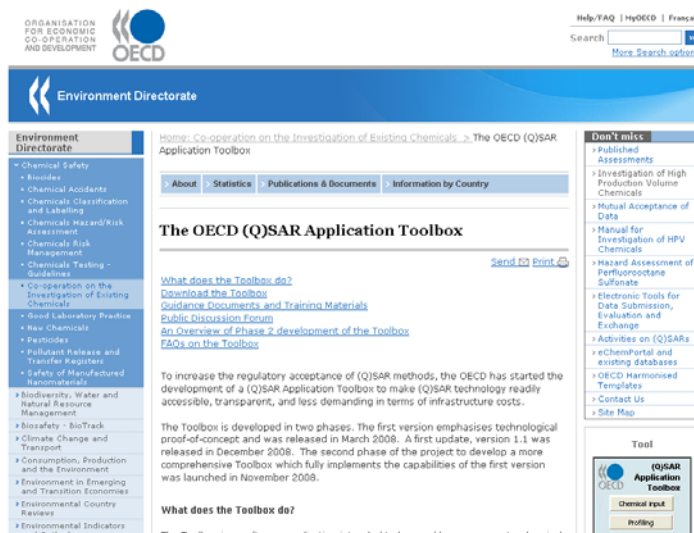 ORGANISATION
FOR ECONOMIC
CO-OPERATION
AND DEVELOPMENT
OECD
Help/FAQ | MyOECD |
Search
More Search
Environment Directorate
Environment
Directorate
Chemical Safety
Biocides
Chemical Accidents
Chemicals Classification
and Labelling
Chemicals Hazard/Risk
Assessment
Chemicals Risk
Management
Chemicals Testing -
Guidelines
Co-operation on the
Investigation of Existing
Chemicals
Good Laboratory Practice
New Chemicals
Pesticides
Pollutant Release and
Transfer Registers
Safety of Manufactured
Nanomaterials
Biodiversity, Water and
Natural Resource
Management
Biosafety - BioTrack
Climate Change and
Transport
Consumption, Production
and the Environment
Environment in Emerging
and Transition Economies
Environmental Country
Reviews
Environmental Indicators
Home: Co-operation on the Investigation of Existing Chemicals > The OECD (Q)SAR
Application Toolbox
> About > Statistics > Publications & Documents > Information by Country
The OECD (Q)SAR Application Toolbox
Send Print
What does the Toolbox do?
Download the Toolbox
Guidance Documents and Training Materials
Public Discussion Forum
An Overview of Phase 2 development of the Toolbox
FAQs on the Toolbox
To increase the regulatory acceptance of (Q)SAR methods, the OECD has started the
development of a (Q)SAR Application Toolbox to make (Q)SAR technology readily
accessible, transparent, and less demanding in terms of infrastructure costs.
The Toolbox is developed in two phases. The first version emphasises technological
proof-of-concept and was released in March 2008. A first update, version 1.1 was
released in December 2008. The second phase of the project to develop a more
comprehensive Toolbox which fully implements the capabilities of the first version
was launched in November 2008.
What does the Toolbox do?
Don't miss
> Published
Assessments
> Investigation of High
Production Volume
Chemicals
> Mutual Acceptance of
Data
> Manual for
Investigation of HPV
Chemicals
> Hazard Assessment of
Perfluorooctane
Sulfonate
> Electronic Tools for
Data Submission,
Evaluation and
Exchange
> Activities on (Q)SARs
> eChemPortal and
existing databases
> OECD Harmonised
Templates
> Contact Us
> Site Map
Tool
OECD
(Q)SAR
Application
Toolbox
Chemical input
Profiling